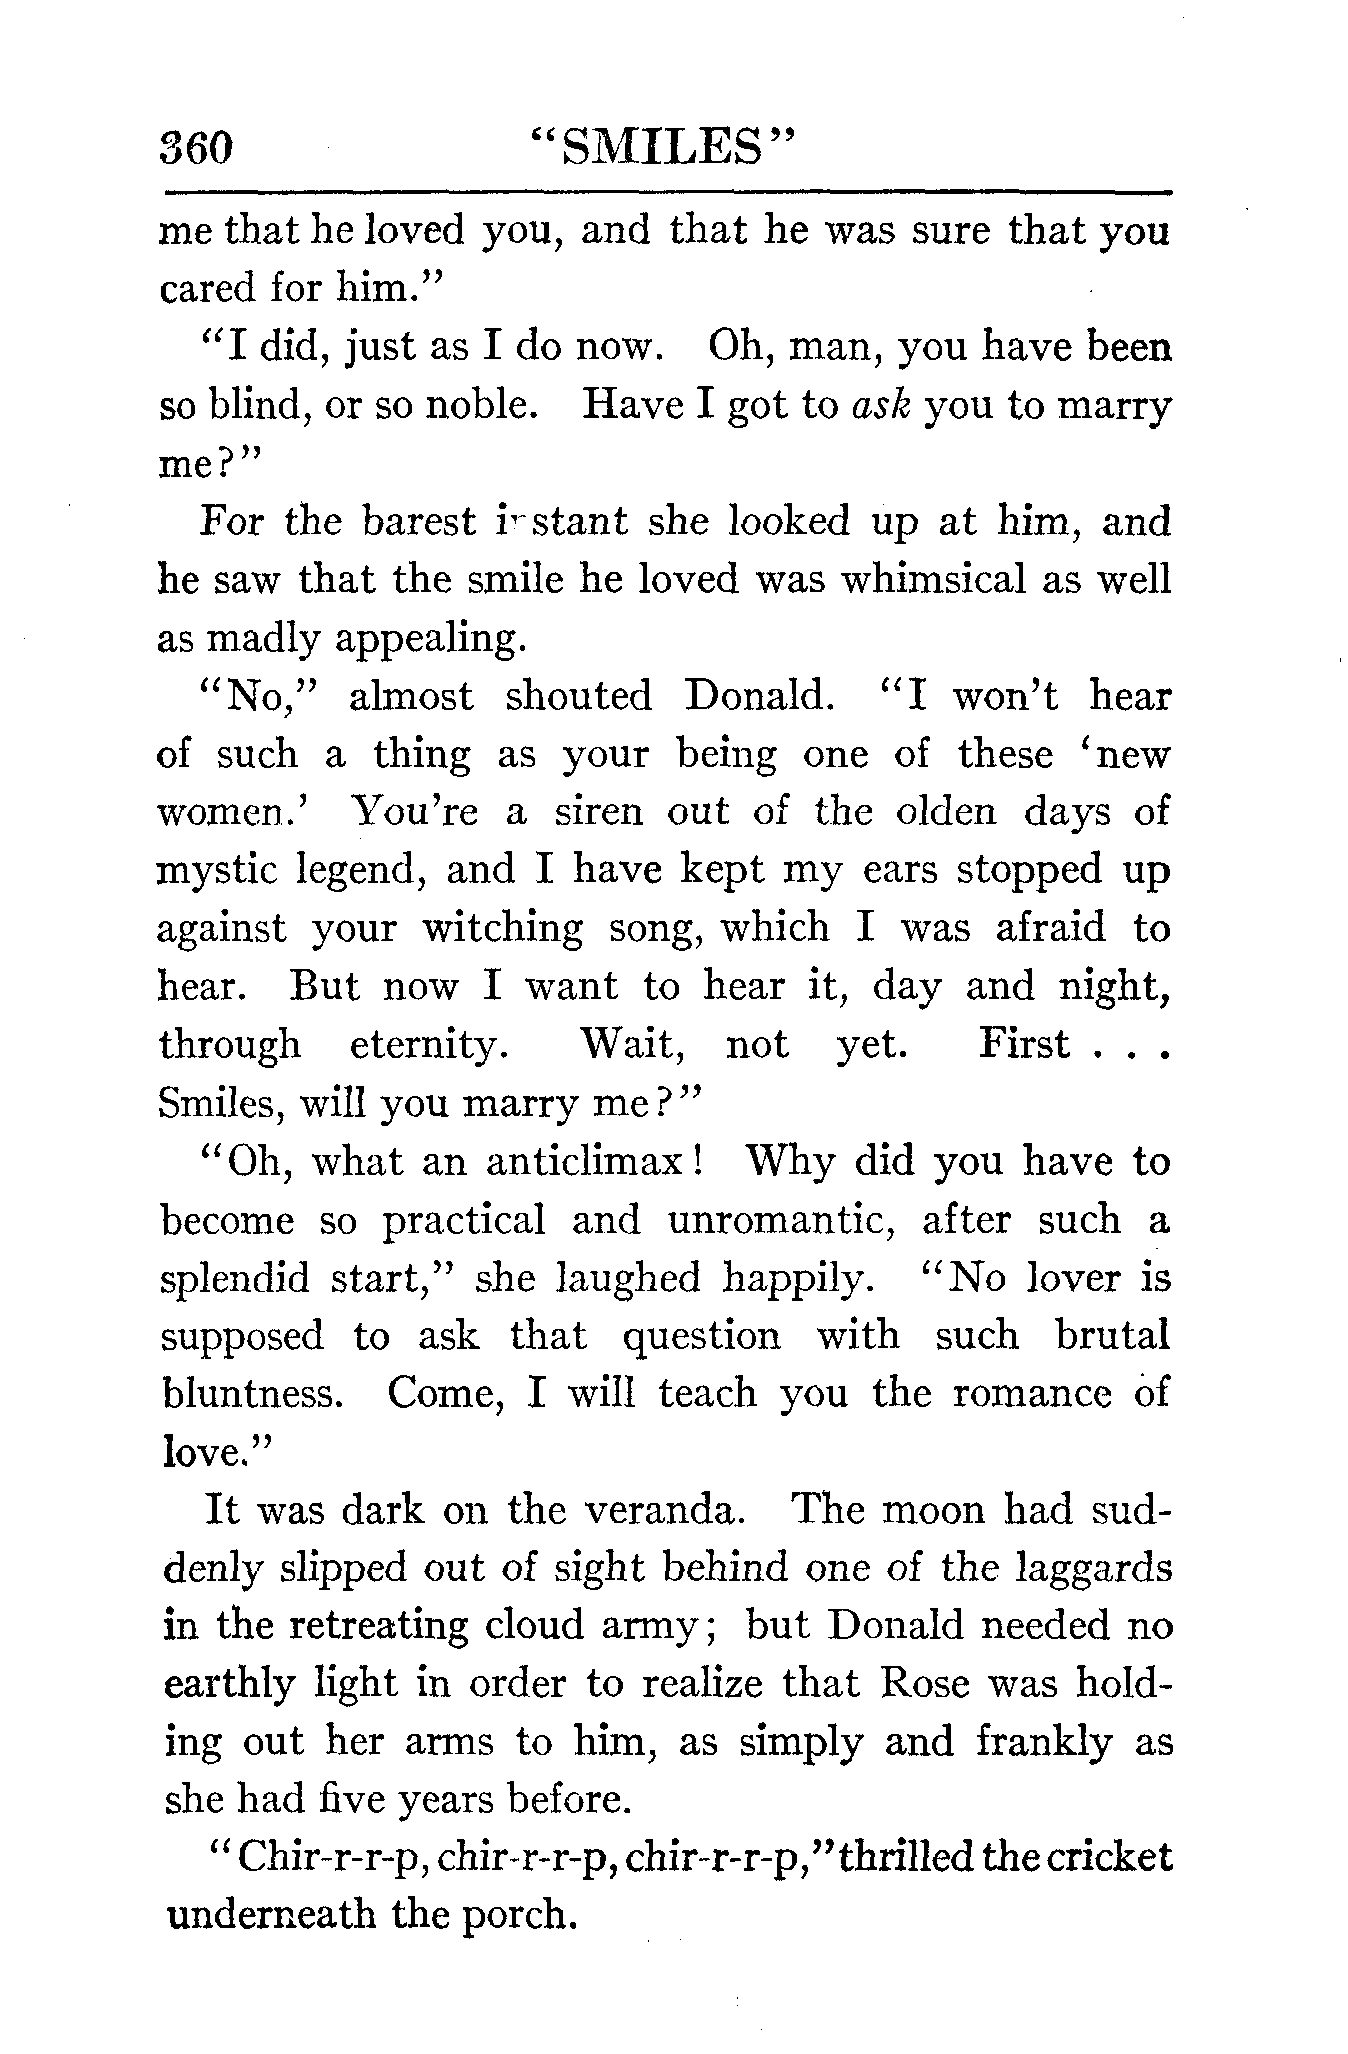 360 "SMILES"
me that he loved you, and that he was sure that you
cared for him."
"I did, just as I do now. Oh, man, you have been
so blind, or so noble. Have I got to ask you to marry
me?"
For the barest instant she looked up at him, and
he saw that the smile he loved was whimsical as well
as madly appealing.
"No," almost shouted Donald. "I won't hear
of such a thing as your being one of these 'new
women.' You're a siren out of the olden days of
mystic legend, and I have kept my ears stopped up
against your witching song, which I was afraid to
hear. But now I want to hear it, day and night,
through eternity. Wait, not yet. First . . .
Smiles, will you marry me?"
"Oh, what an anticlimax! Why did you have to
become so practical and unromantic, after such a
splendid start," she laughed happily. "No lover is
supposed to ask that question with such brutal
bluntness. Come, I will teach you the romance of
love."
It was dark on the veranda. The moon had sud-
denly slipped out of sight behind one of the laggards
in the retreating cloud army; but Donald needed no
earthly light in order to realize that Rose was hold-
ing out her arms to him, as simply and frankly as
she had five years before.
"Chir-r-r-p, chir-r-r-p, chir-r-r-p," thrilled the cricket
underneath the porch.